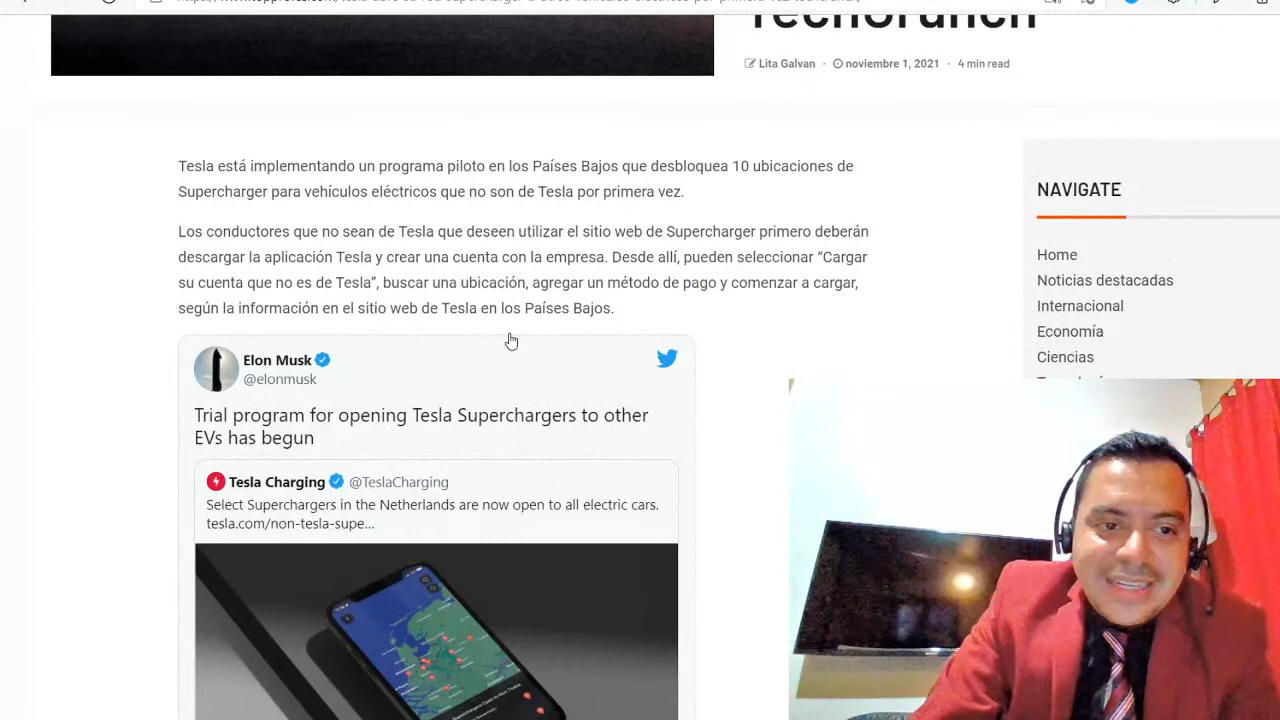 Lita Galvan · noviembre 1, 2021 · 4 min read
Tesla está implementando un programa piloto en los Países Bajos que desbloquea 10 ubicaciones de
Supercharger para vehículos eléctricos que no son de Tesla por primera vez.
Los conductores que no sean de Tesla que deseen utilizar el sitio web de Supercharger primero deberán
descargar la aplicación Tesla y crear una cuenta con la empresa. Desde allí, pueden seleccionar “Cargar
su cuenta que no es de Tesla”, buscar una ubicación, agregar un método de pago y comenzar a cargar,
según la información en el sitio web de Tesla en los Países Bajos.
Elon Musk
@elonmusk
Trial program for opening Tesla Superchargers to other
EVs has begun
Tesla Charging @TeslaCharging
Select Superchargers in the Netherlands are now open to all electric cars.
tesla.com/non-tesla-supe...
NAVIGATE
Home
Noticias destacadas
Internacional
Economía
Ciencias